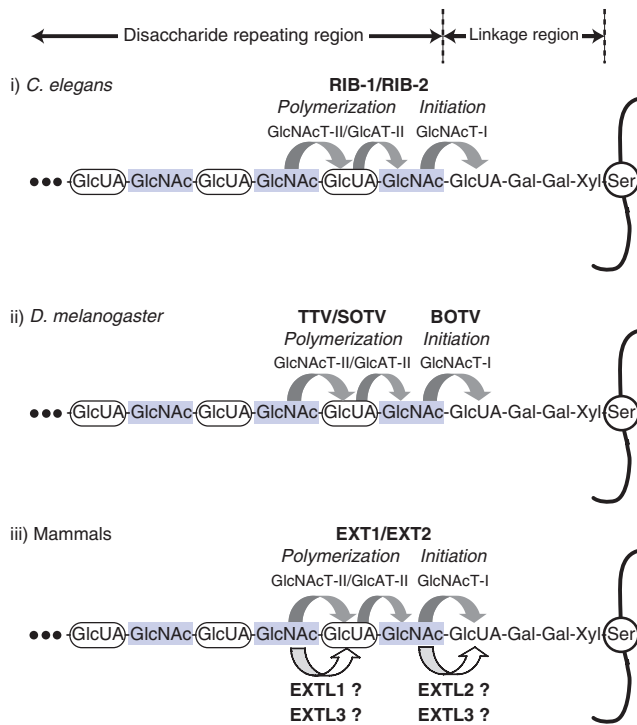 Disaccharide repeating region Linkage region
i) C. elegans RIB-1/RIB-2
Polymerization Initiation
GlcNAcT-II/GlcAT-II GlcNAcT-I
●●● -GlcUA-GlcNAc-GlcUA-GlcNAc-GlcUA-GlcNAc-GlcUA-Gal-Gal-Xyl-Ser
ii) D. melanogaster TTV/SOTV BOTV
Polymerization Initiation
GlcNAcT-II/GlcAT-II GlcNAcT-I
●●● -GlcUA-GlcNAc-GlcUA-GlcNAc-GlcUA-GlcNAc-GlcUA-Gal-Gal-Xyl-Ser
iii) Mammals EXT1/EXT2
Polymerization Initiation
GlcNAcT-II/GlcAT-II GlcNAcT-I
●●● -GlcUA-GlcNAc-GlcUA-GlcNAc-GlcUA-GlcNAc-GlcUA-Gal-Gal-Xyl-Ser
EXTL1 ? EXTL2 ?
EXTL3 ? EXTL3 ?